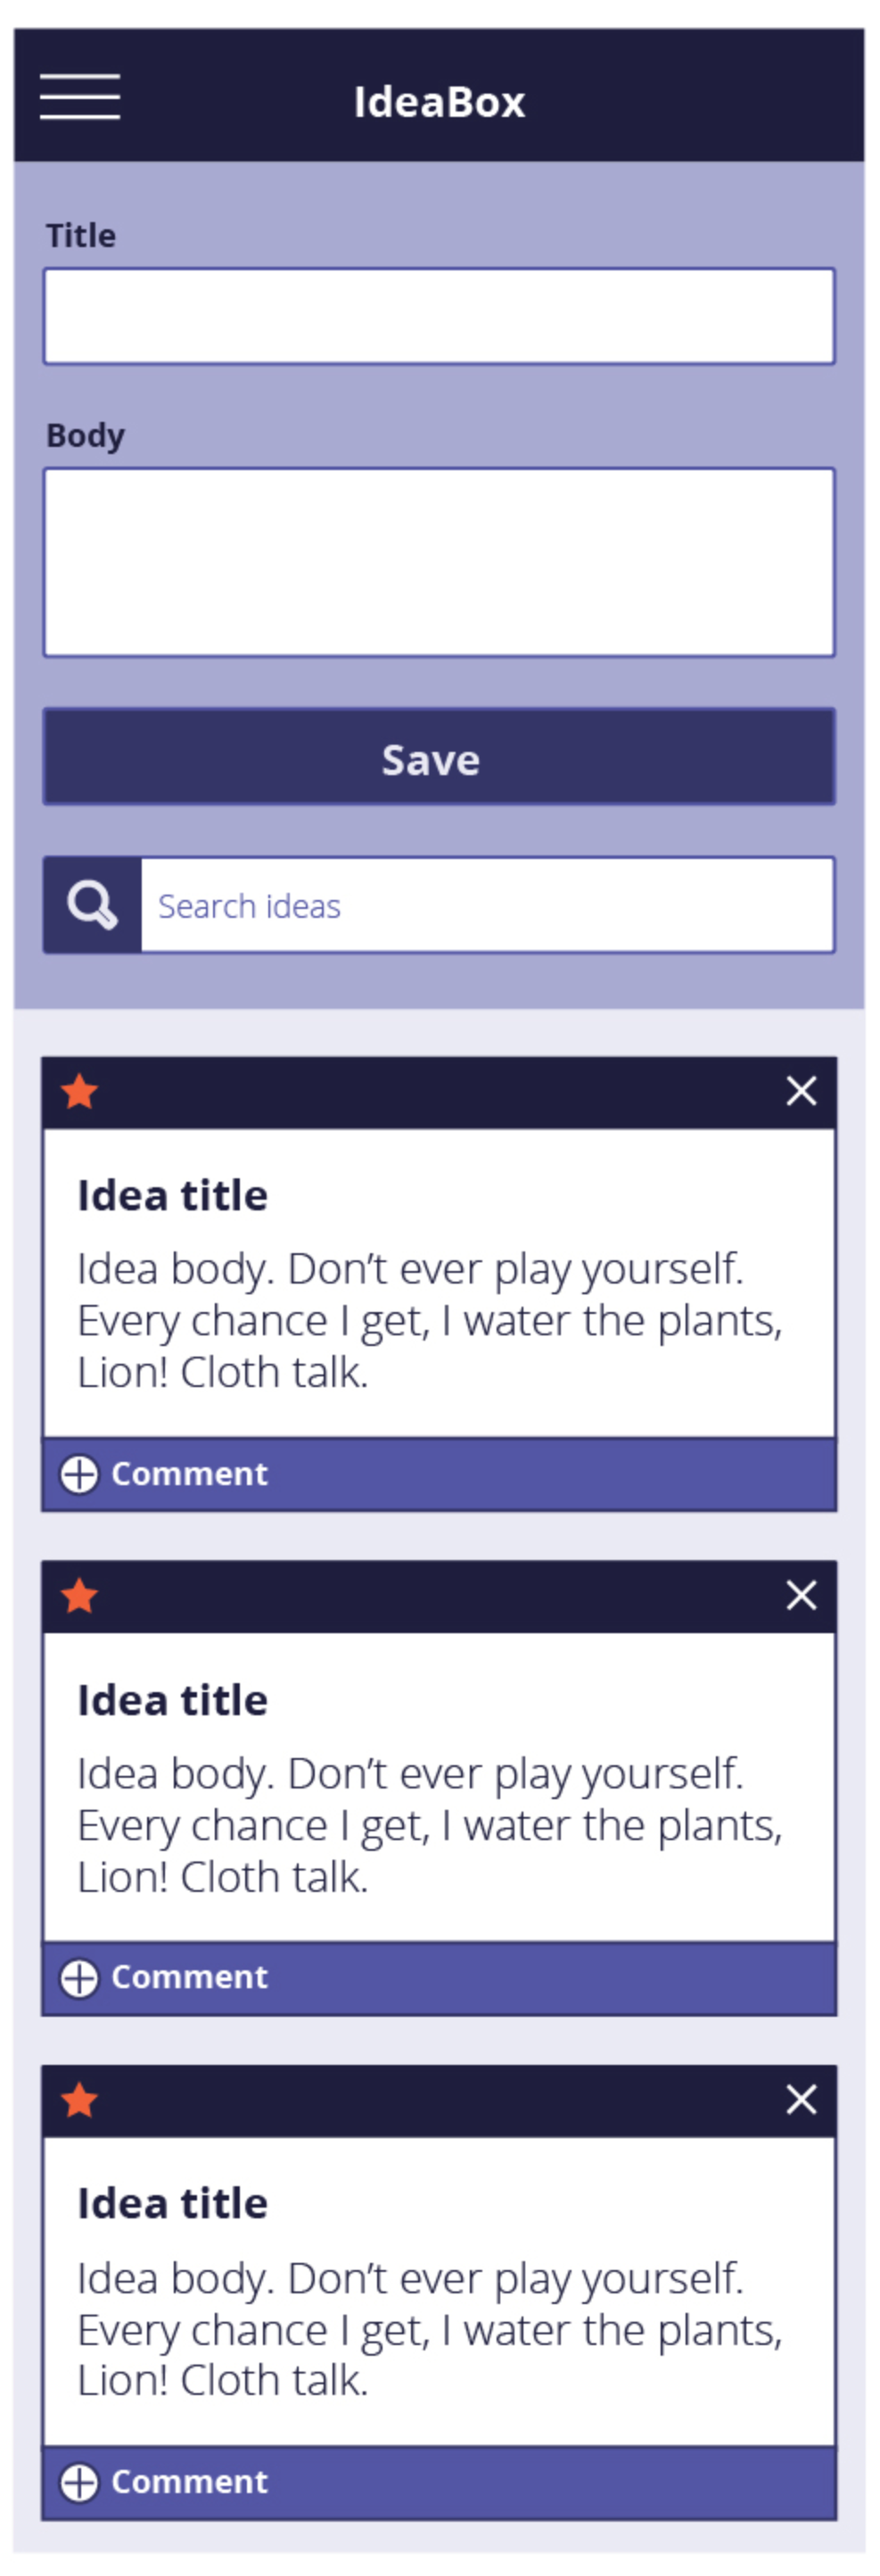 IdeaBox
Title
Body
Save
Search ideas
Idea title
Idea body. Don’t ever play yourself.
Every chance I get, I water the plants,
Lion! Cloth talk.
Comment
Idea title
Idea body. Don’t ever play yourself.
Every chance I get, I water the plants,
Lion! Cloth talk.
Comment
Idea title
Idea body. Don’t ever play yourself.
Every chance I get, I water the plants,
Lion! Cloth talk.
Comment